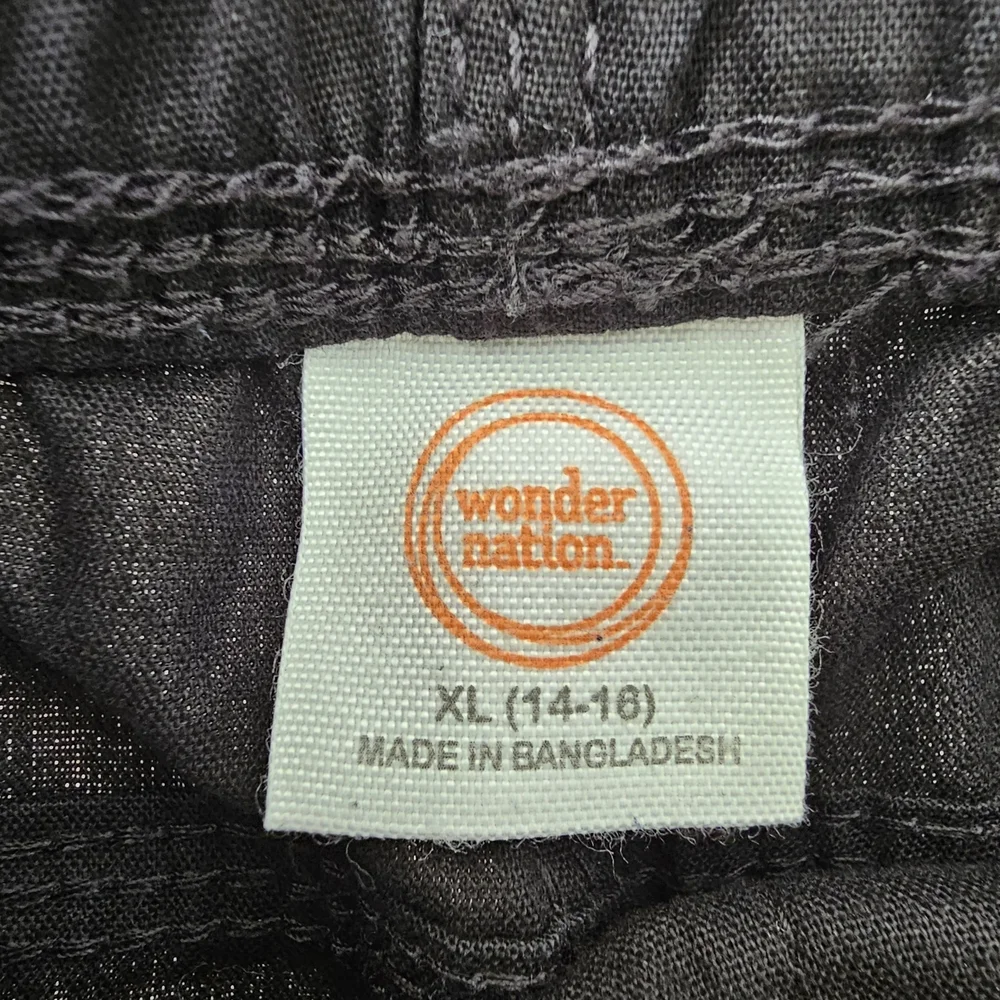 wonder
nation.
XL (14-16)
MADE IN BANGLADESH